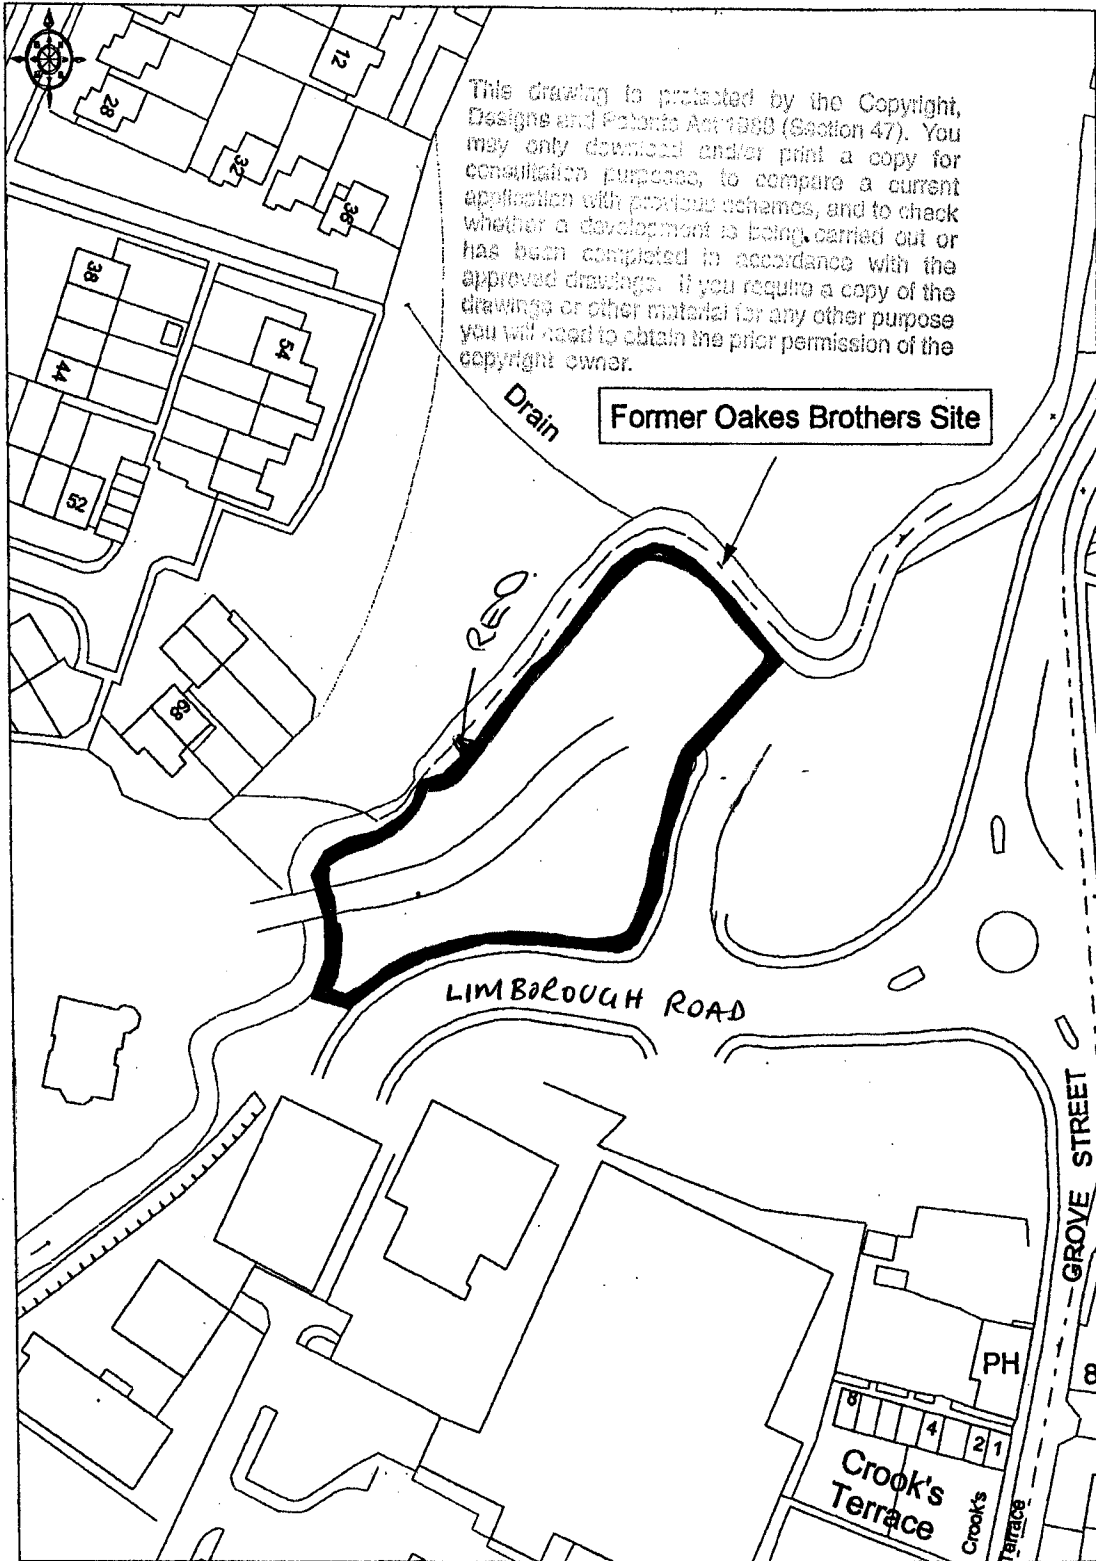 12
28
32
36
This drawing is protected by the Copyright,
Designs and Patents Act 1988 (Section 47). You
may only download and/or print a copy for
consultation purposes, to compare a current
application with previous schemes, and to check
whether a development is being carried out or
has been completed in accordance with the
approved drawings. If you require a copy of the
drawings or other material for any other purpose
you will need to obtain the prior permission of the
copyright owner.
38
54
44
52
Drain
Former Oakes Brothers Site
RED
68
LIMBOROUGH ROAD
GROVE STREET
PH
8
8
4
2
1
Crook's
Terrace
Crook's
Terrace